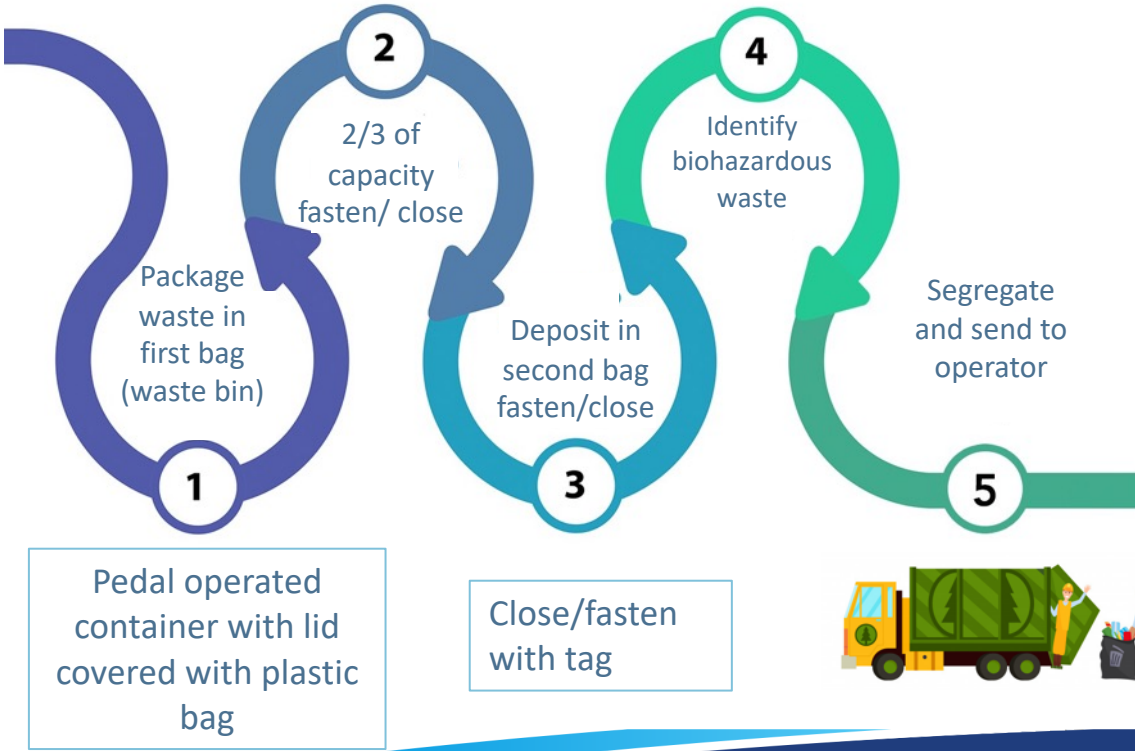 1
Package
waste in
first bag
(waste bin)
2
2/3 of
capacity
fasten/ close
3
Deposit in
second bag
fasten/close
4
Identify
biohazardous
waste
5
Segregate
and send to
operator
Pedal operated
container with lid
covered with plastic
bag
Close/fasten
with tag